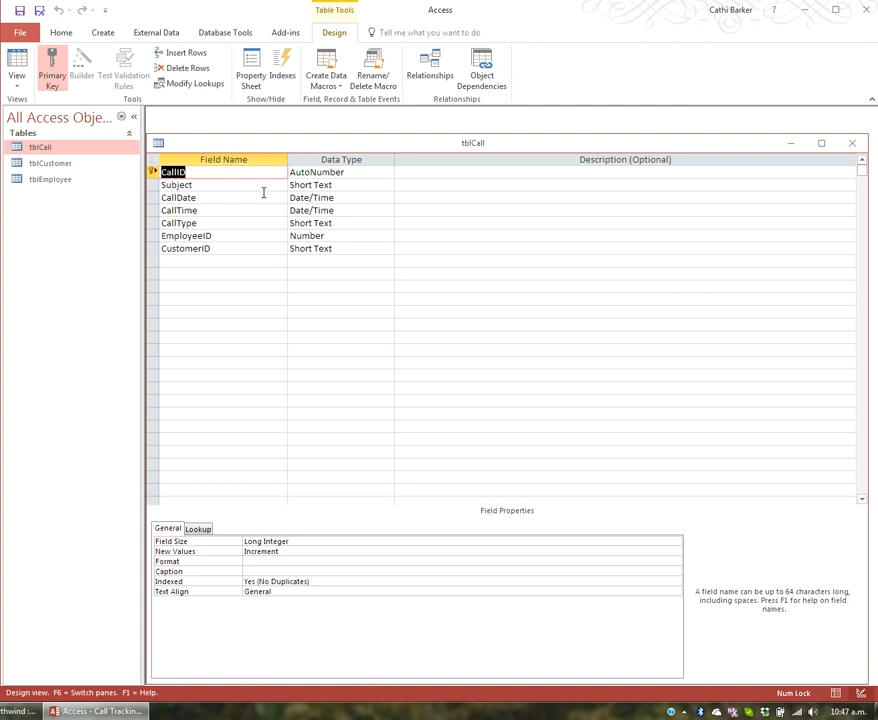 Table Tools
Access
Cathi Barker
?
File
Home
Create
External Data
Database Tools
Add-ins
Design
Tell me what you want to do
View
Primary Key
Builder
Test Validation Rules
Insert Rows
Delete Rows
Modify Lookups
Property Sheet
Indexes
Create Data Macros
Rename/ Delete Macro
Relationships
Object Dependencies
Views
Tools
Show/Hide
Field, Record & Table Events
Relationships
All Access Obje...
Tables
tblCall
tblCustomer
tblEmployee
tblCall
Field Name Data Type Description (Optional)
CallID AutoNumber
Subject Short Text
CallDate Date/Time
CallTime Date/Time
CallType Short Text
EmployeeID Number
CustomerID Short Text
Field Properties
General Lookup
Field Size Long Integer
New Values Increment
Format
Caption
Indexed Yes (No Duplicates)
Text Align General
A field name can be up to 64 characters long,
including spaces. Press F1 for help on field
names.
Design view. F6 = Switch panes. F1 = Help.
Num Lock
thwind :...
Access - Call Trackin...
10:47 a.m.